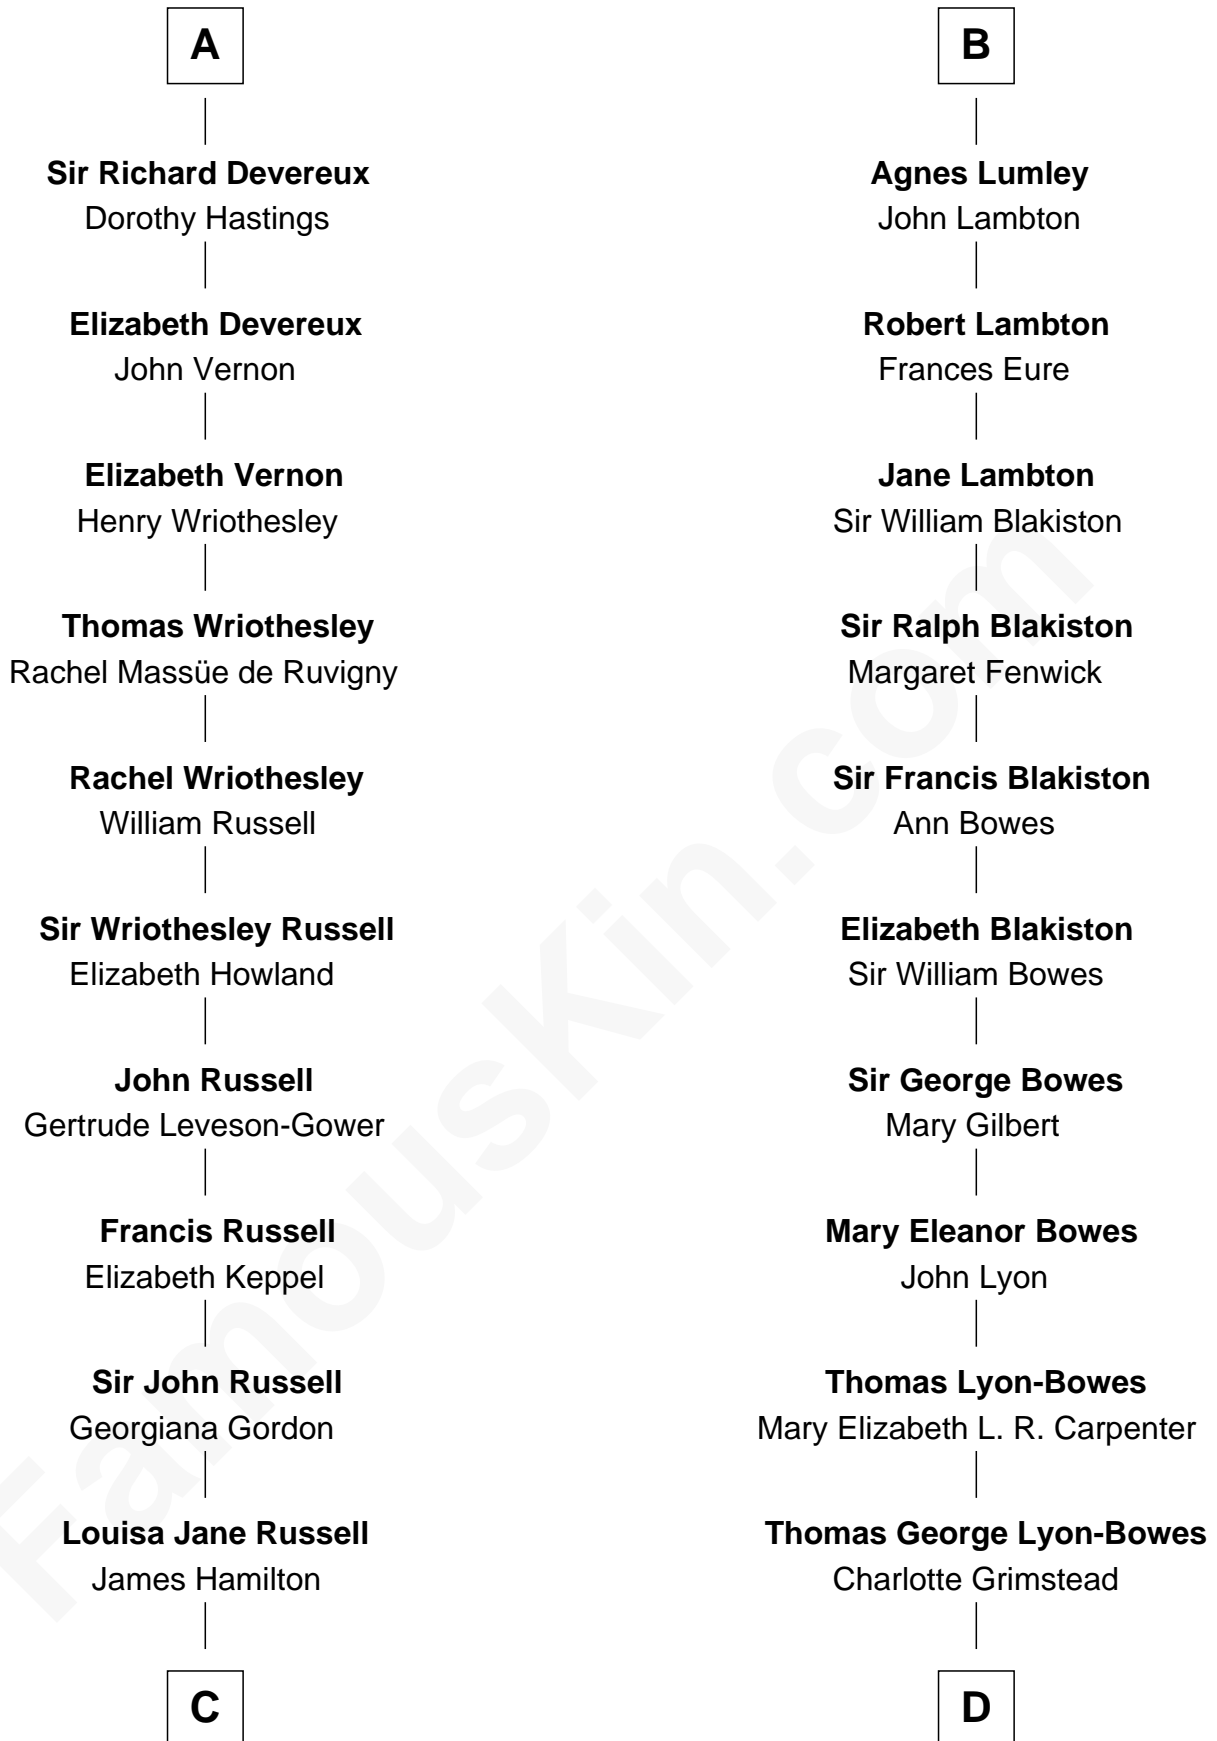 A
Sir Richard Devereux
Dorothy Hastings
Elizabeth Devereux
John Vernon
Elizabeth Vernon
Henry Wriothesley
Thomas Wriothesley
Rachel Massüe de Ruvigny
Rachel Wriothesley
William Russell
Sir Wriothesley Russell
Elizabeth Howland
John Russell
Gertrude Leveson-Gower
Francis Russell
Elizabeth Keppel
Sir John Russell
Georgiana Gordon
Louisa Jane Russell
James Hamilton
C
B
Agnes Lumley
John Lambton
Robert Lambton
Frances Eure
Jane Lambton
Sir William Blakiston
Sir Ralph Blakiston
Margaret Fenwick
Sir Francis Blakiston
Ann Bowes
Elizabeth Blakiston
Sir William Bowes
Sir George Bowes
Mary Gilbert
Mary Eleanor Bowes
John Lyon
Thomas Lyon-Bowes
Mary Elizabeth L. R. Carpenter
Thomas George Lyon-Bowes
Charlotte Grimstead
D
FamousKin.com